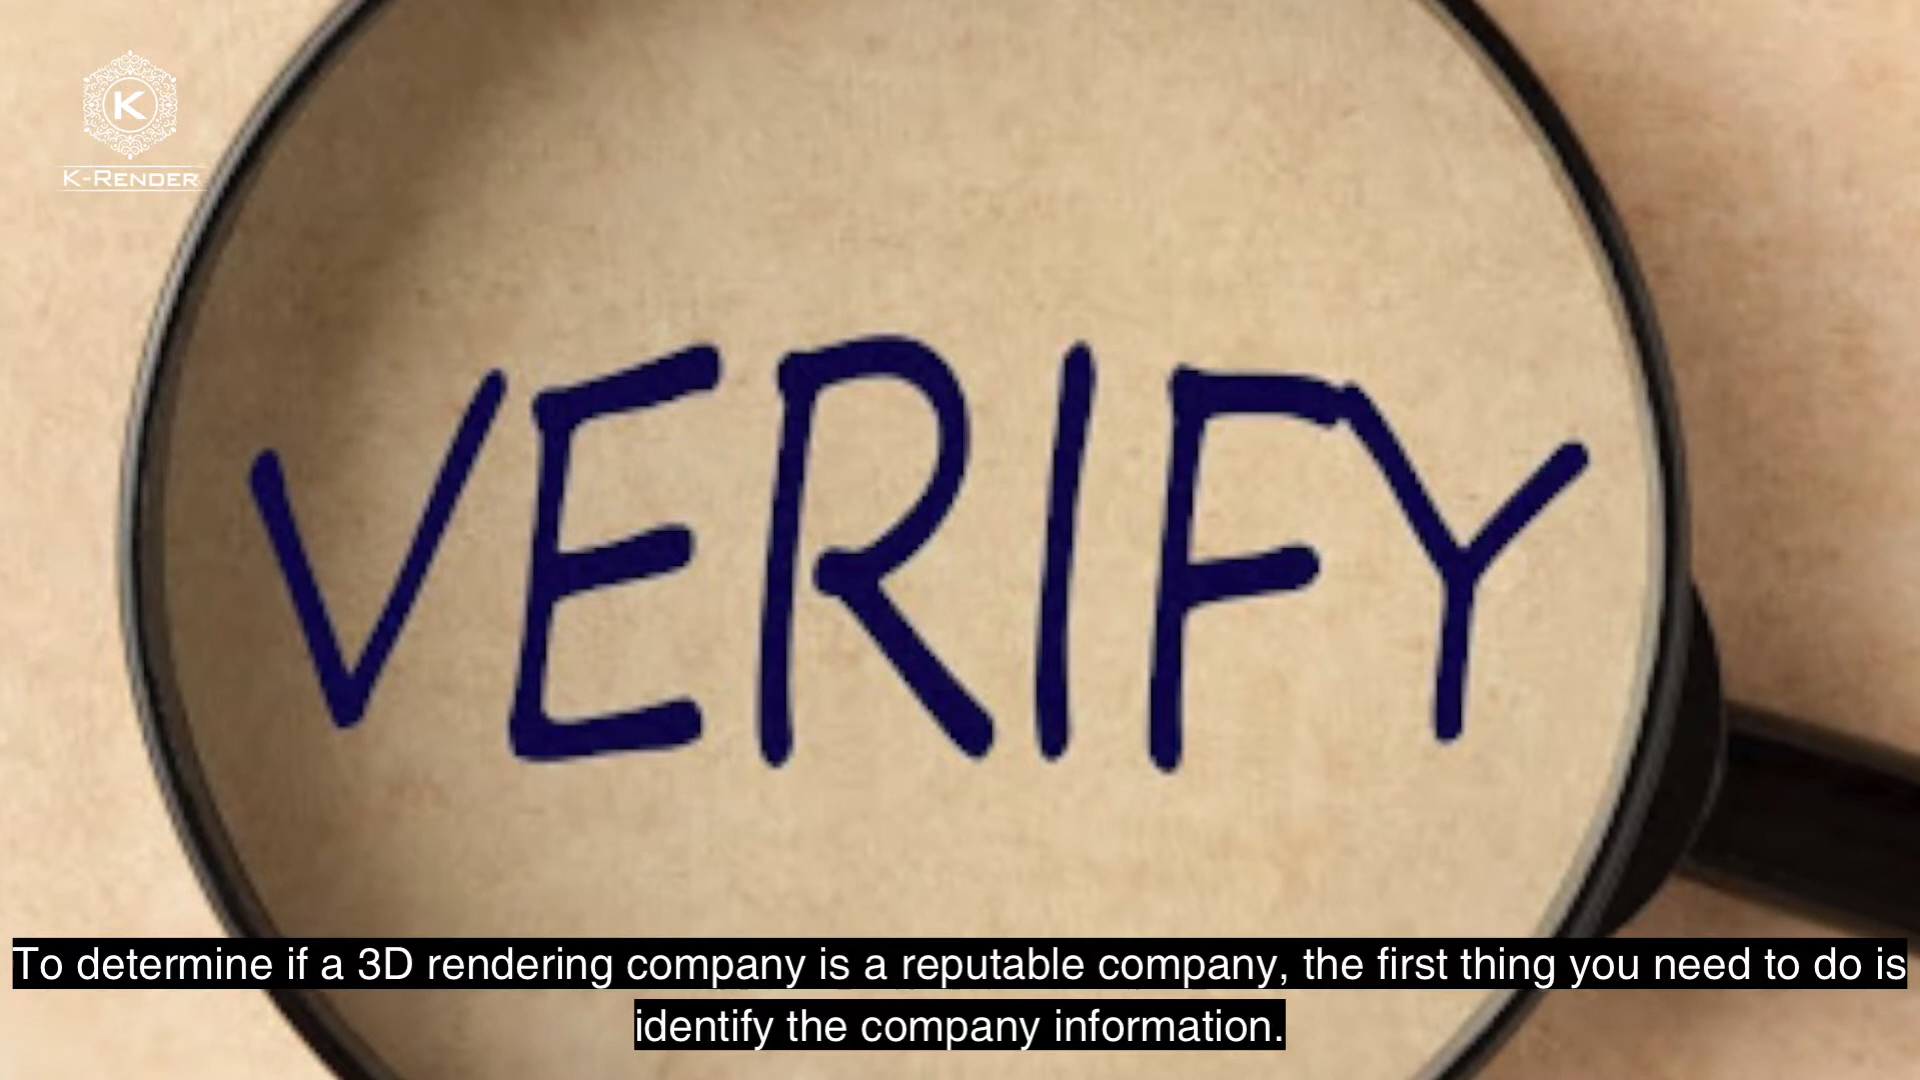 K
K-RENDER
VERIFY
To determine if a 3D rendering company is a reputable company, the first thing you need to do is
identify the company information.